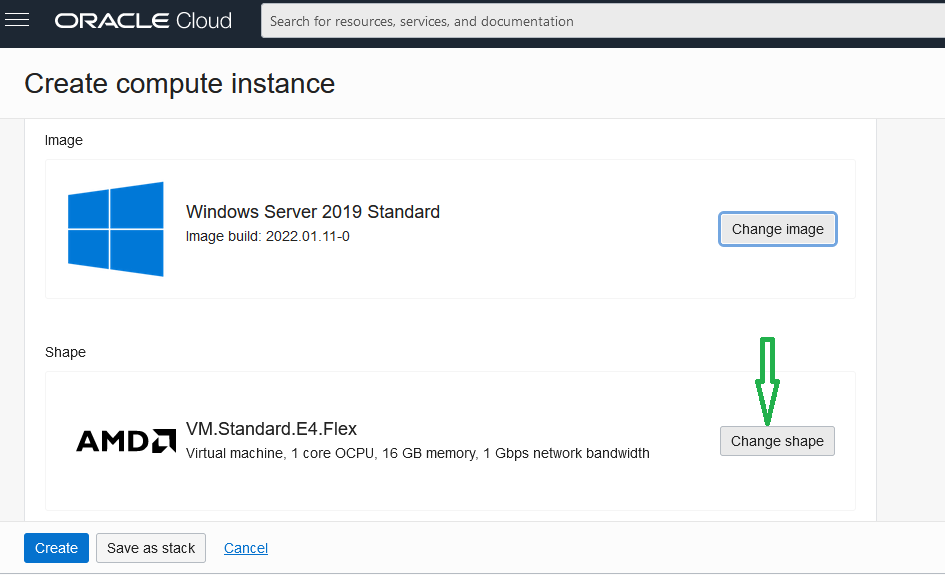 ORACLE Cloud
Search for resources, services, and documentation
Create compute instance
Image
Windows Server 2019 Standard
Image build: 2022.01.11-0
Change image
Shape
AMD
VM.Standard.E4.Flex
Virtual machine, 1 core OCPU, 16 GB memory, 1 Gbps network bandwidth
Change shape
Create
Save as stack
Cancel